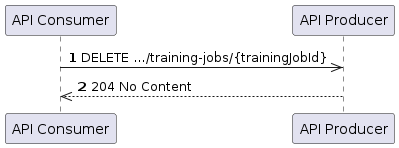 API Consumer
API Producer
1 DELETE .../training-jobs/{trainingJobId}
2 204 No Content
API Consumer
API Producer